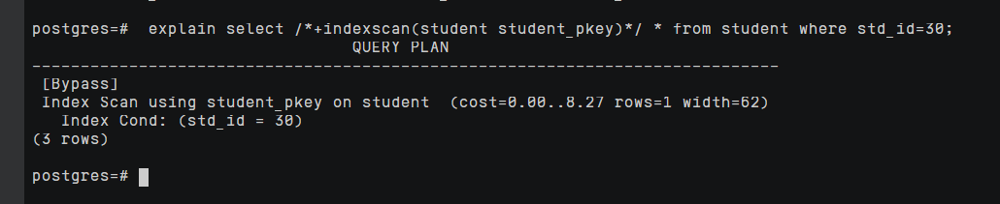 postgres=#  explain select /*+indexscan(student student_pkey)*/ * from student where std_id=30;
QUERY PLAN
--------------------------------------------------------------------------
[Bypass]
Index Scan using student_pkey on student  (cost=0.00..8.27 rows=1 width=62)
Index Cond: (std_id = 30)
(3 rows)
postgres=#